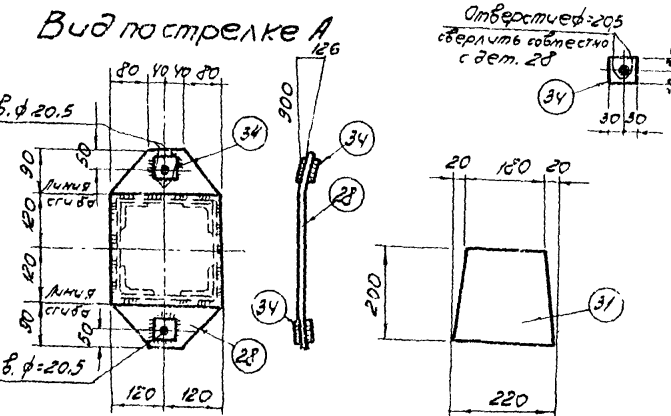 Вид по стрелке А
Отверстие ф=205
сверлить совместно
с дет. 28
34
30 30
126
900
80 40 40 80
в. ф 20.5
34
50
90
Линия
сгиба
120
120
Линия
сгиба
90
50
в. ф=20.5
28
120 120
34
28
34
20 180 20
200
31
220